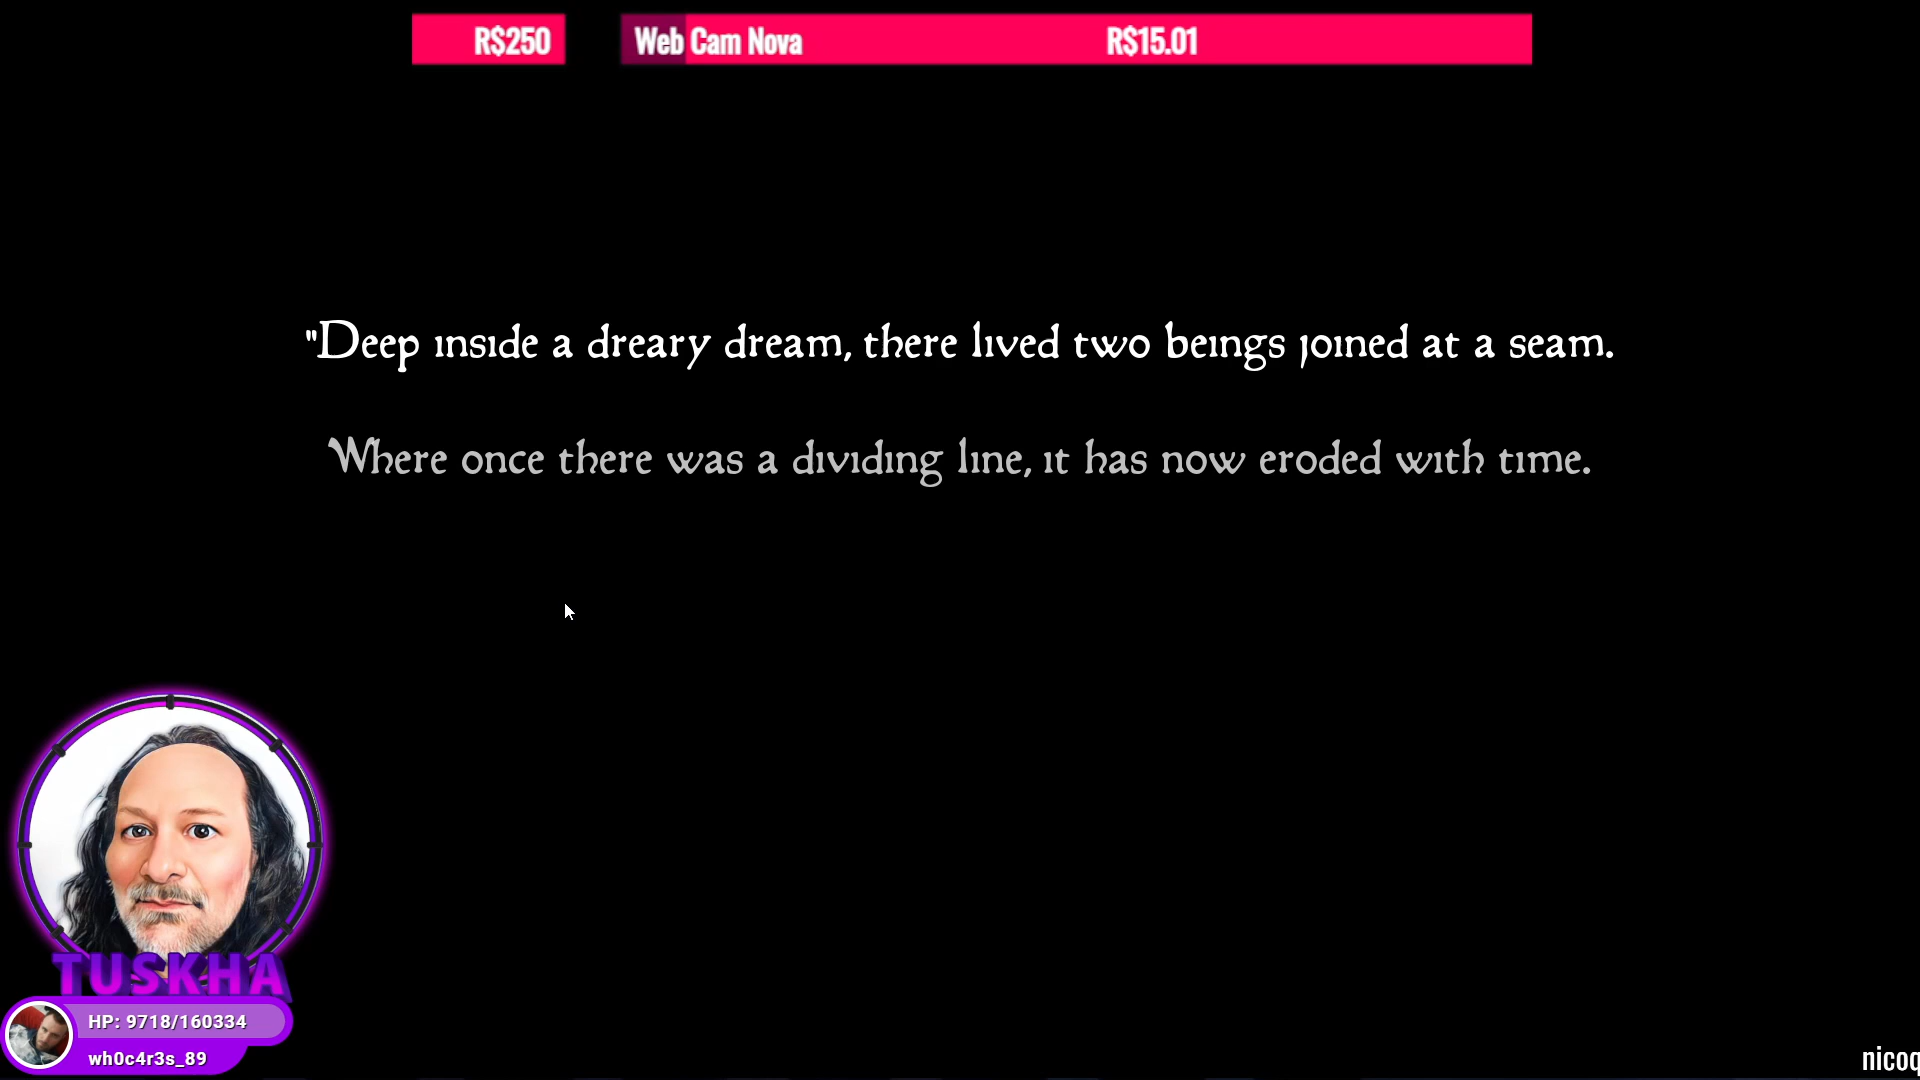 R$250
Web Cam Nova R$15.01
"Deep inside a dreary dream, there lived two beings joined at a seam.
Where once there was a dividing line, it has now eroded with time.
TUSKHA
HP: 9718/160334
wh0c4r3s_89